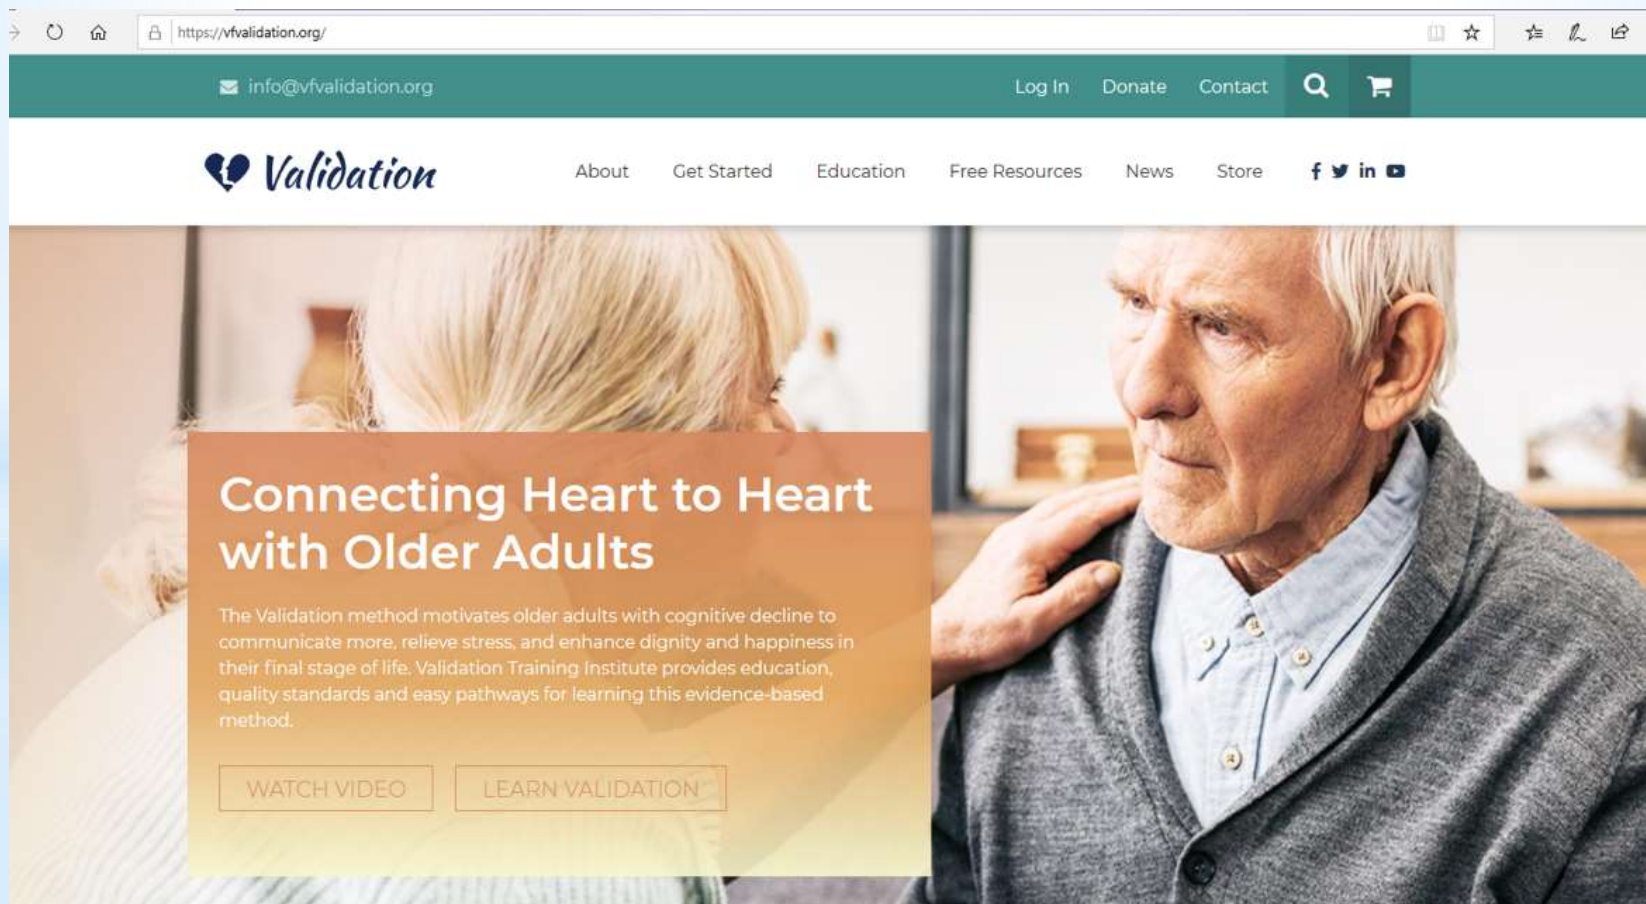 https://vfvalidation.org/
info@vfvalidation.org
Log In Donate Contact
Validation
About Get Started Education Free Resources News Store
Connecting Heart to Heart
with Older Adults
The Validation method motivates older adults with cognitive decline to
communicate more, relieve stress, and enhance dignity and happiness in
their final stage of life. Validation Training Institute provides education,
quality standards and easy pathways for learning this evidence-based
method.
WATCH VIDEO LEARN VALIDATION